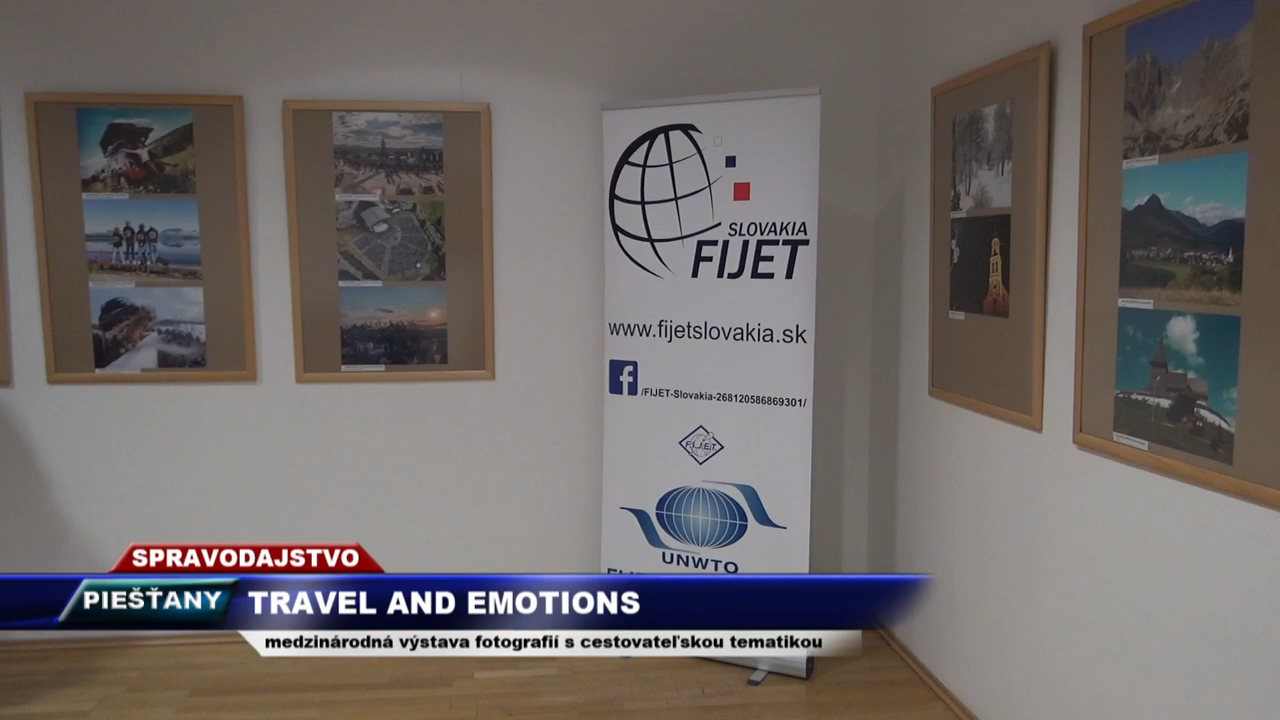 SLOVAKIA
FIJET
www.fijetslovakia.sk
f
/FIJET-Slovakia-268120586869301/
F.I.J.E.T.
UNWTO
SPRAVODAJSTVO
PIEŠŤANY
TRAVEL AND EMOTIONS
medzinárodná výstava fotografií s cestovateľskou tematikou